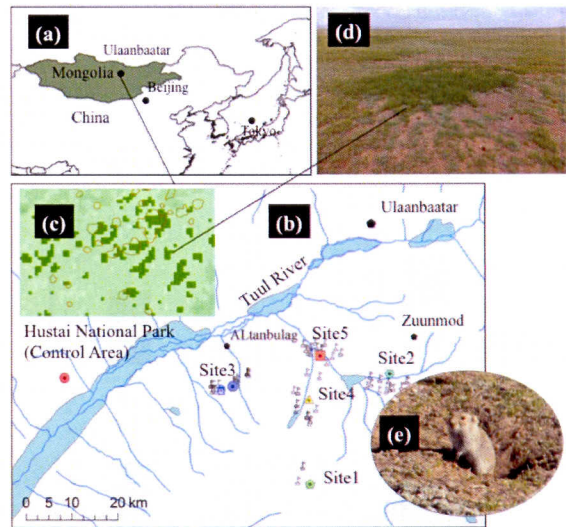 (a)
Ulaanbaatar
Mongolia
Beijing
China
Tokyo
(d)
(c)
(b)
Ulaanbaatar
Tuul River
Hustai National Park
(Control Area)
ALtanbulag
Zuunmod
Site5
Site3
Site2
Site4
(e)
Site1
0 5 10 20 km